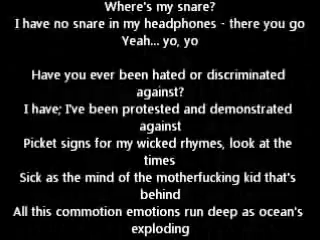 Where's my snare?
I have no snare in my headphones - there you go
Yeah... yo, yo
Have you ever been hated or discriminated
against?
I have; I've been protested and demonstrated
against
Picket signs for my wicked rhymes, look at the
times
Sick as the mind of the motherfucking kid that's
behind
All this commotion emotions run deep as ocean's
exploding